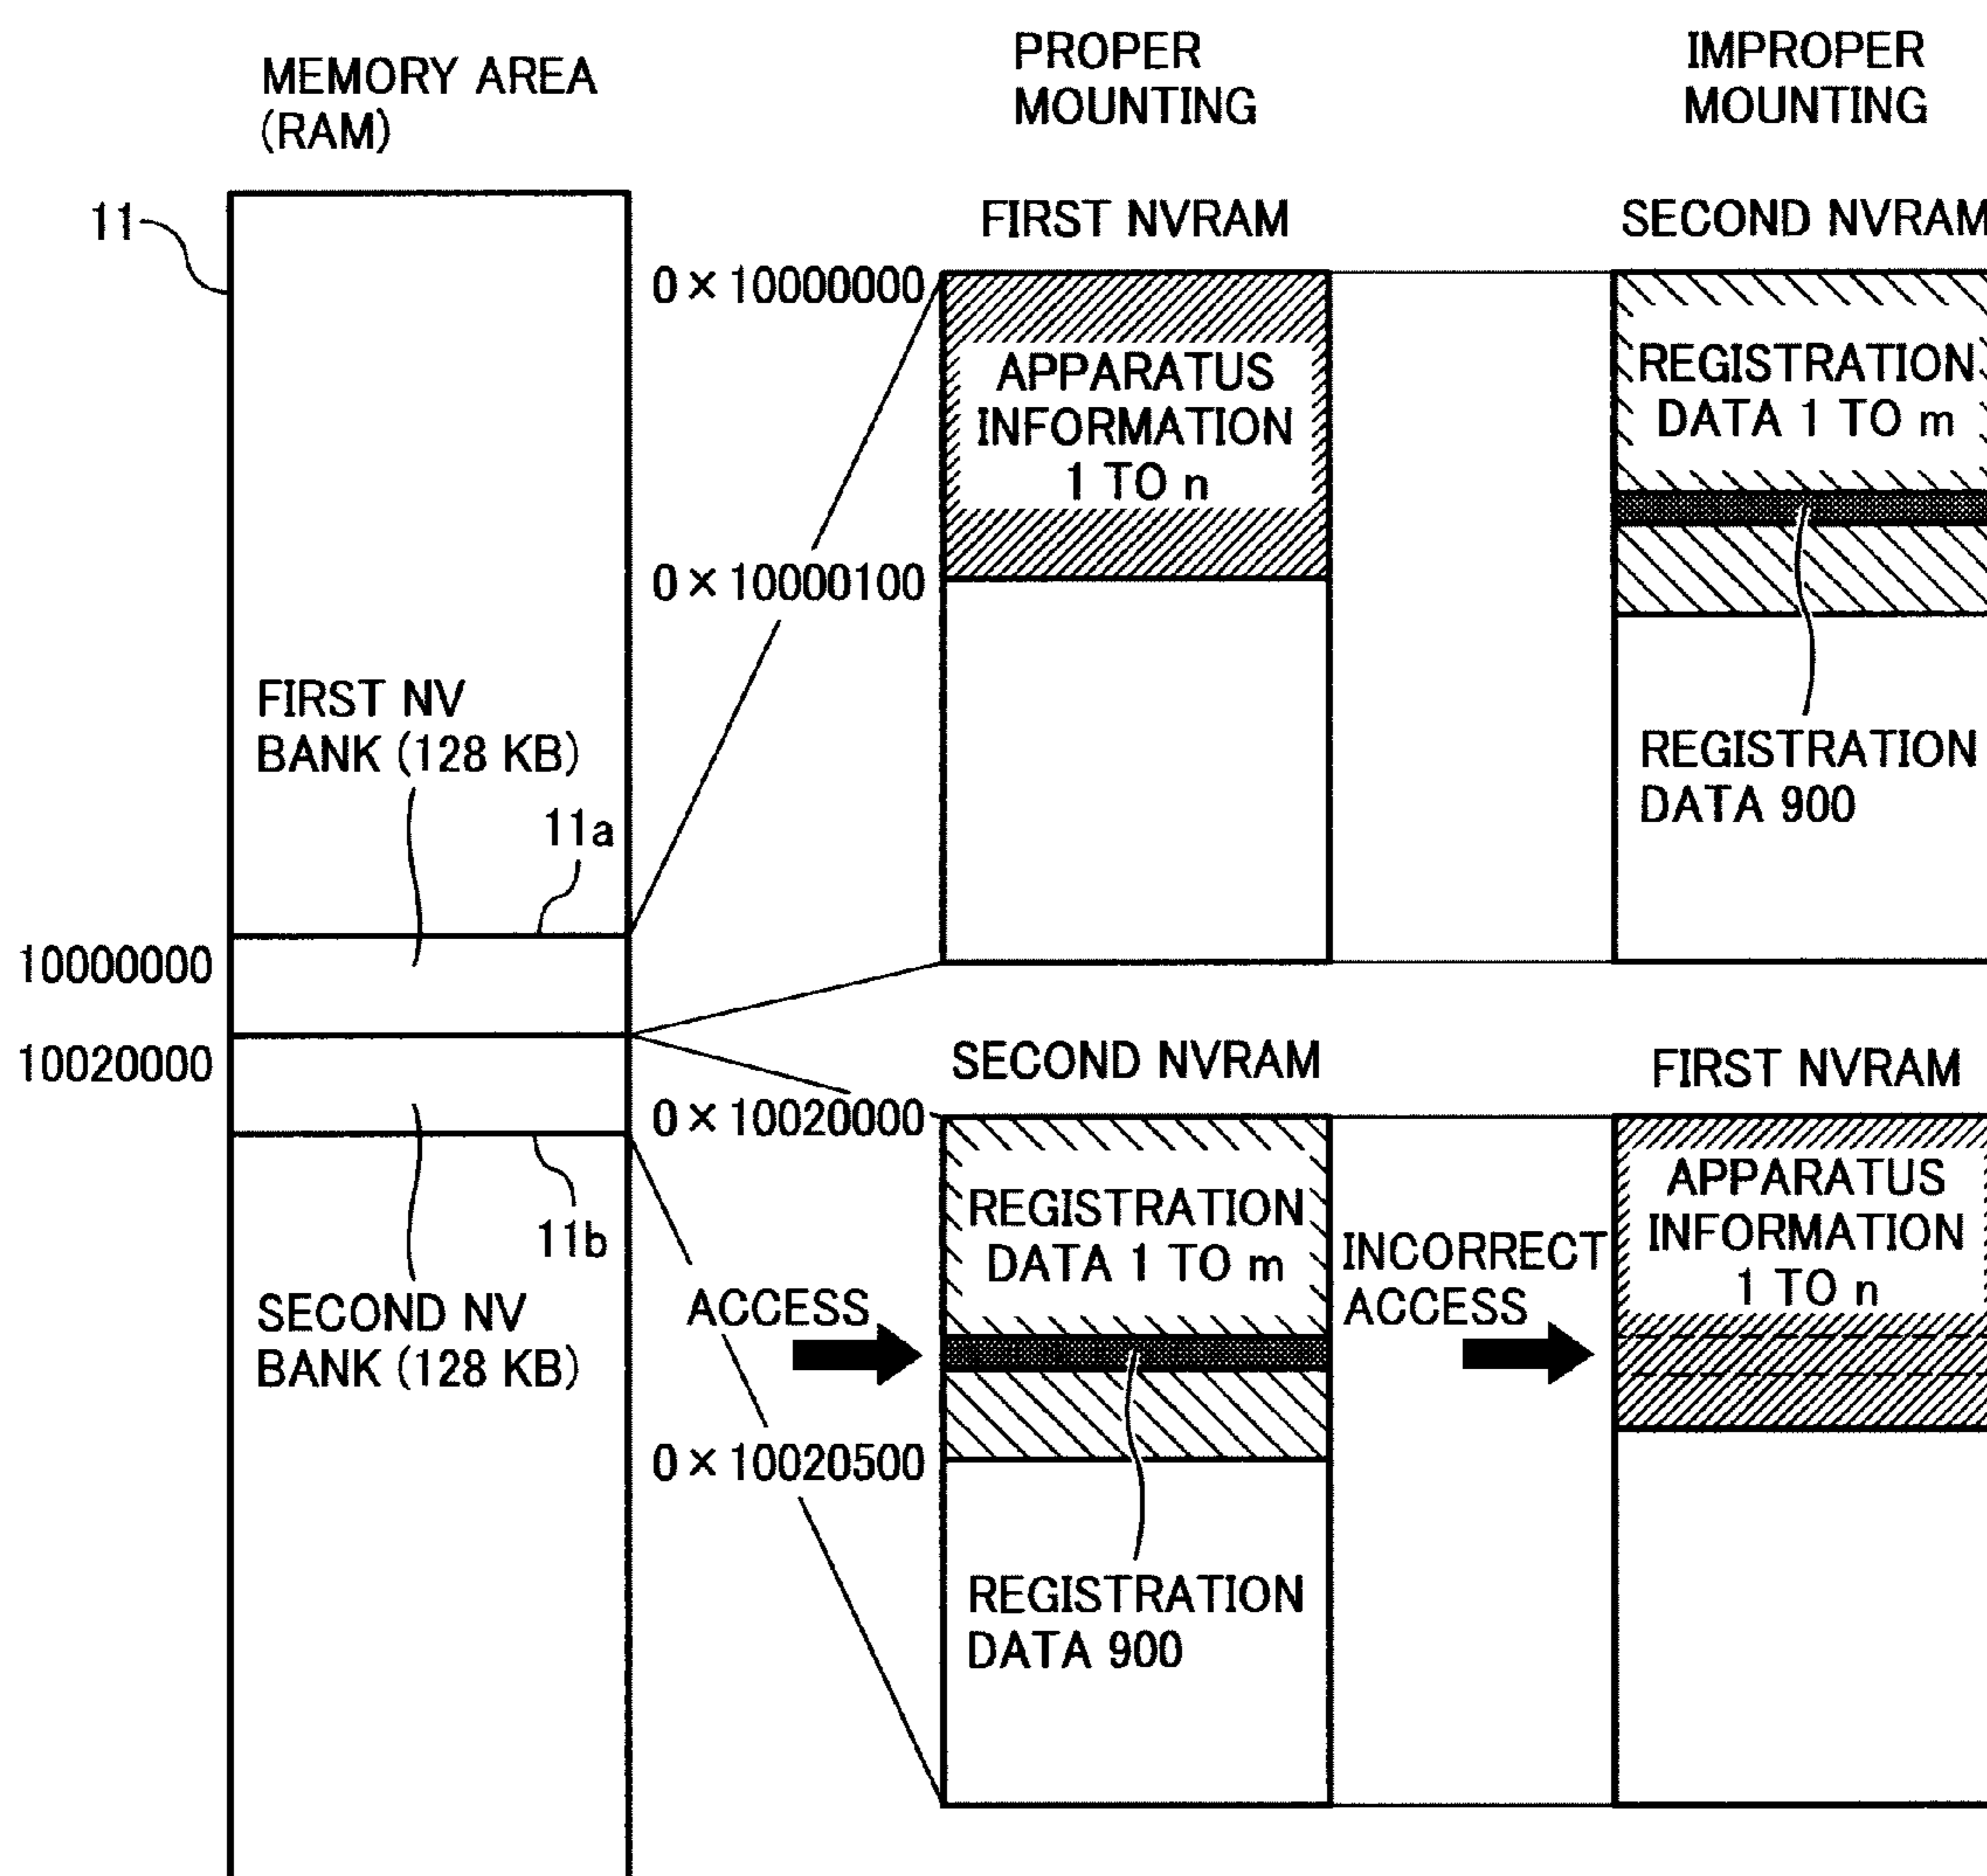 MEMORY AREA
(RAM)
PROPER
MOUNTING
IMPROPER
MOUNTING
11
FIRST NVRAM
SECOND NVRAM
0×10000000
APPARATUS
INFORMATION
1 TO n
REGISTRATION
DATA 1 TO m
0×10000100
FIRST NV
BANK (128 KB)
REGISTRATION
DATA 900
11a
10000000
10020000
SECOND NVRAM
FIRST NVRAM
0×10020000
11b
REGISTRATION
DATA 1 TO m
APPARATUS
INFORMATION
1 TO n
INCORRECT
ACCESS
ACCESS
SECOND NV
BANK (128 KB)
0×10020500
REGISTRATION
DATA 900